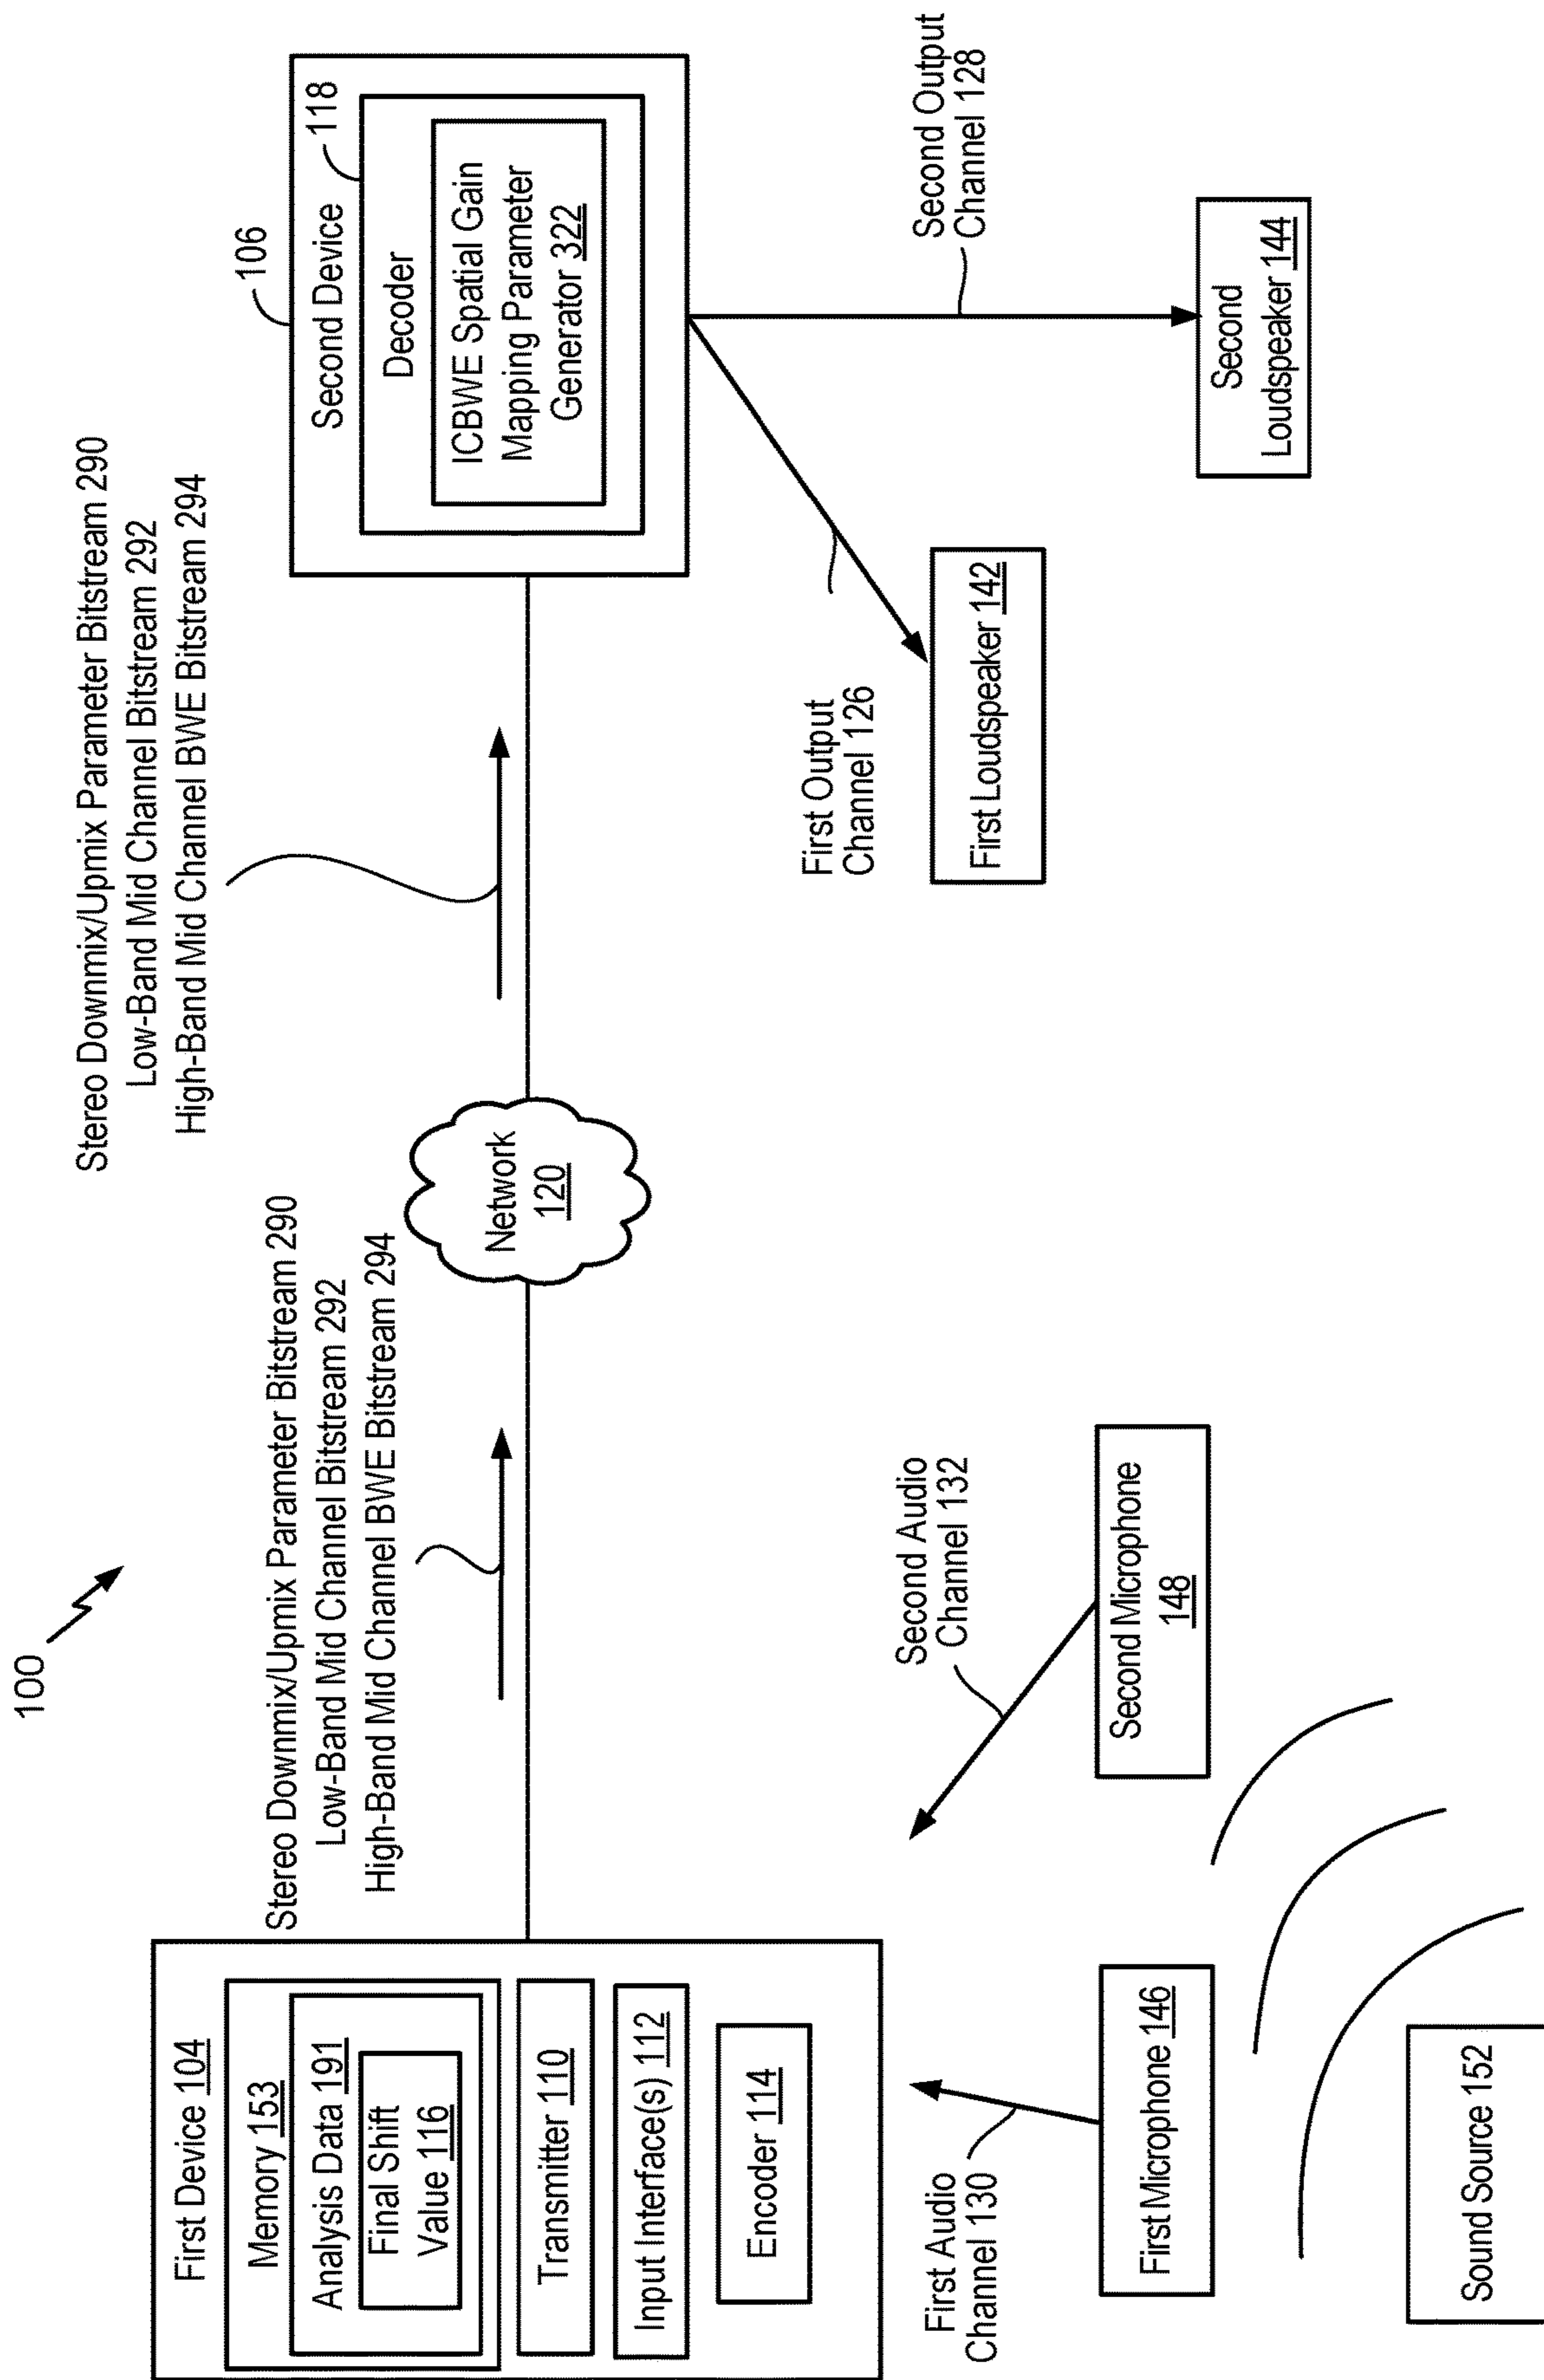 100
First Device 104
Memory 153
Analysis Data 191
Final Shift
Value 116
Transmitter 110
Input Interface(s) 112
Encoder 114
Stereo Downmix/Upmix Parameter Bitstream 290
Low-Band Mid Channel Bitstream 292
High-Band Mid Channel BWE Bitstream 294
Network
120
Stereo Downmix/Upmix Parameter Bitstream 290
Low-Band Mid Channel Bitstream 292
High-Band Mid Channel BWE Bitstream 294
106
Second Device
118
Decoder
ICBWE Spatial Gain
Mapping Parameter
Generator 322
First Audio
Channel 130
Second Audio
Channel 132
First Output
Channel 126
Second Output
Channel 128
First Microphone 146
Second Microphone
148
First Loudspeaker 142
Second
Loudspeaker 144
Sound Source 152